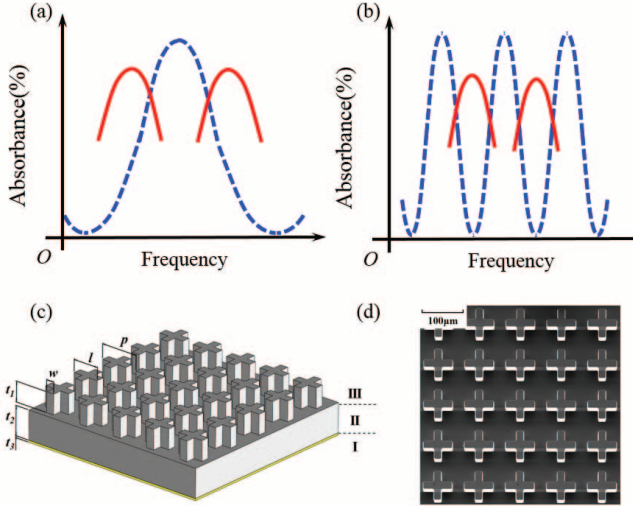 (a)
Absorbance(%)
O
Frequency
(b)
Absorbance(%)
O
Frequency
(c)
p
l
w
t1
t2
t3
III
II
I
(d)
100μm